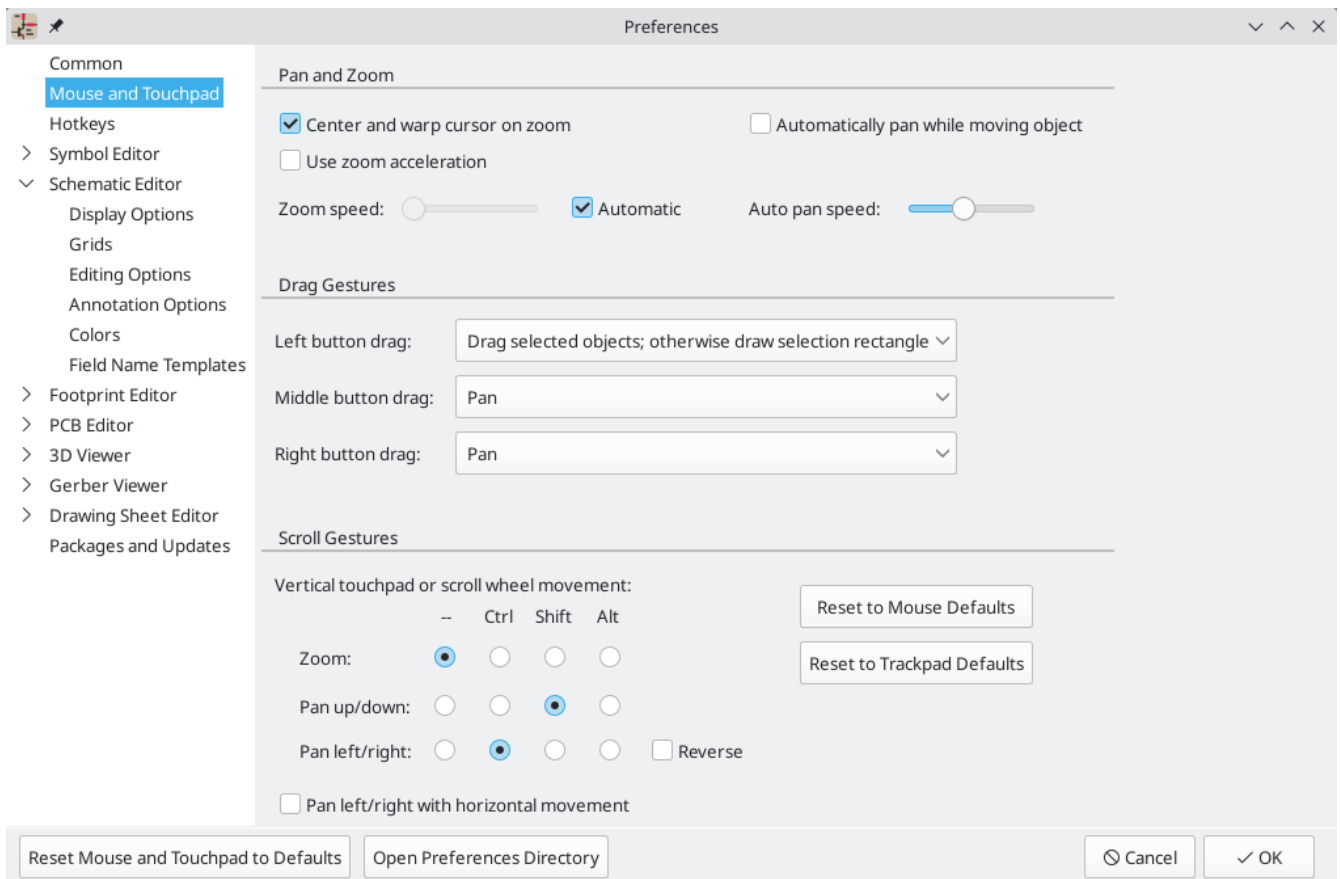 Preferences
Common
Mouse and Touchpad
Hotkeys
Symbol Editor
Schematic Editor
Display Options
Grids
Editing Options
Annotation Options
Colors
Field Name Templates
Footprint Editor
PCB Editor
3D Viewer
Gerber Viewer
Drawing Sheet Editor
Packages and Updates
Pan and Zoom
Center and warp cursor on zoom
Automatically pan while moving object
Use zoom acceleration
Zoom speed:
Automatic
Auto pan speed:
Drag Gestures
Left button drag: Drag selected objects; otherwise draw selection rectangle
Middle button drag: Pan
Right button drag: Pan
Scroll Gestures
Vertical touchpad or scroll wheel movement:
-- Ctrl Shift Alt
Zoom:
Pan up/down:
Pan left/right:
Reverse
Pan left/right with horizontal movement
Reset to Mouse Defaults
Reset to Trackpad Defaults
Reset Mouse and Touchpad to Defaults
Open Preferences Directory
Cancel
OK